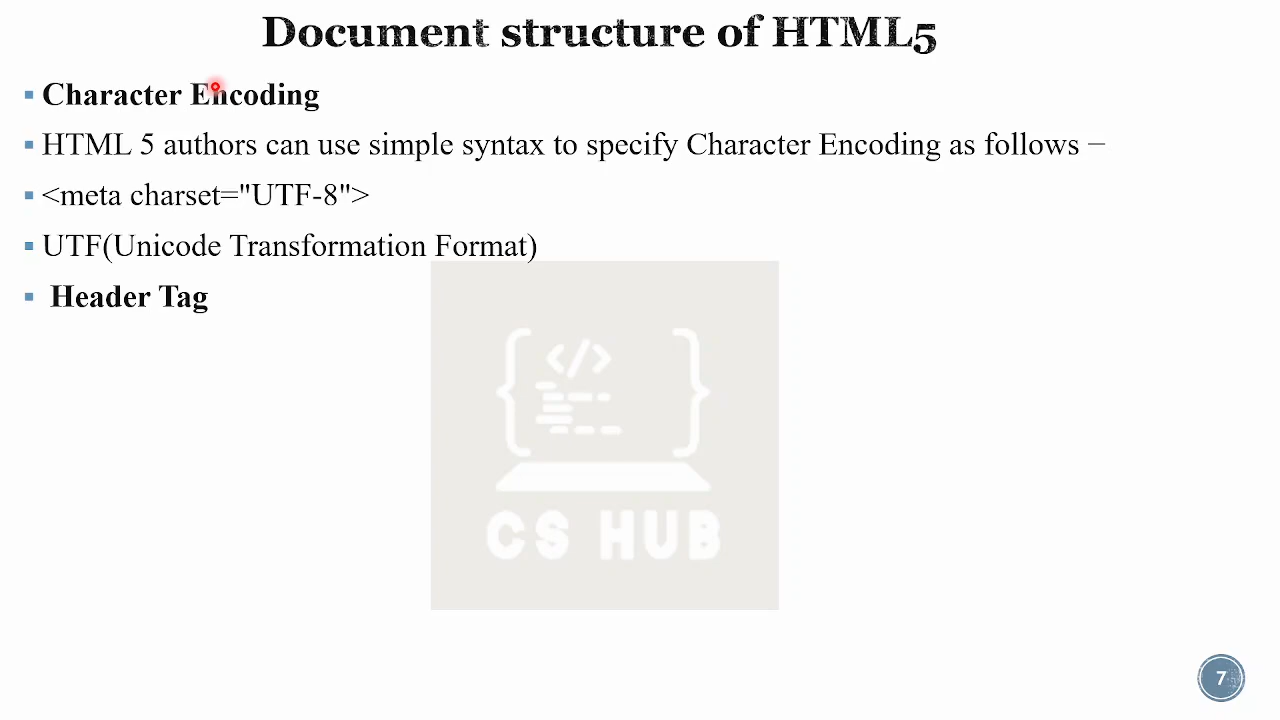 Document structure of HTML5
Character Encoding
HTML 5 authors can use simple syntax to specify Character Encoding as follows −
<meta charset="UTF-8">
UTF(Unicode Transformation Format)
Header Tag
</>
CS HUB
7